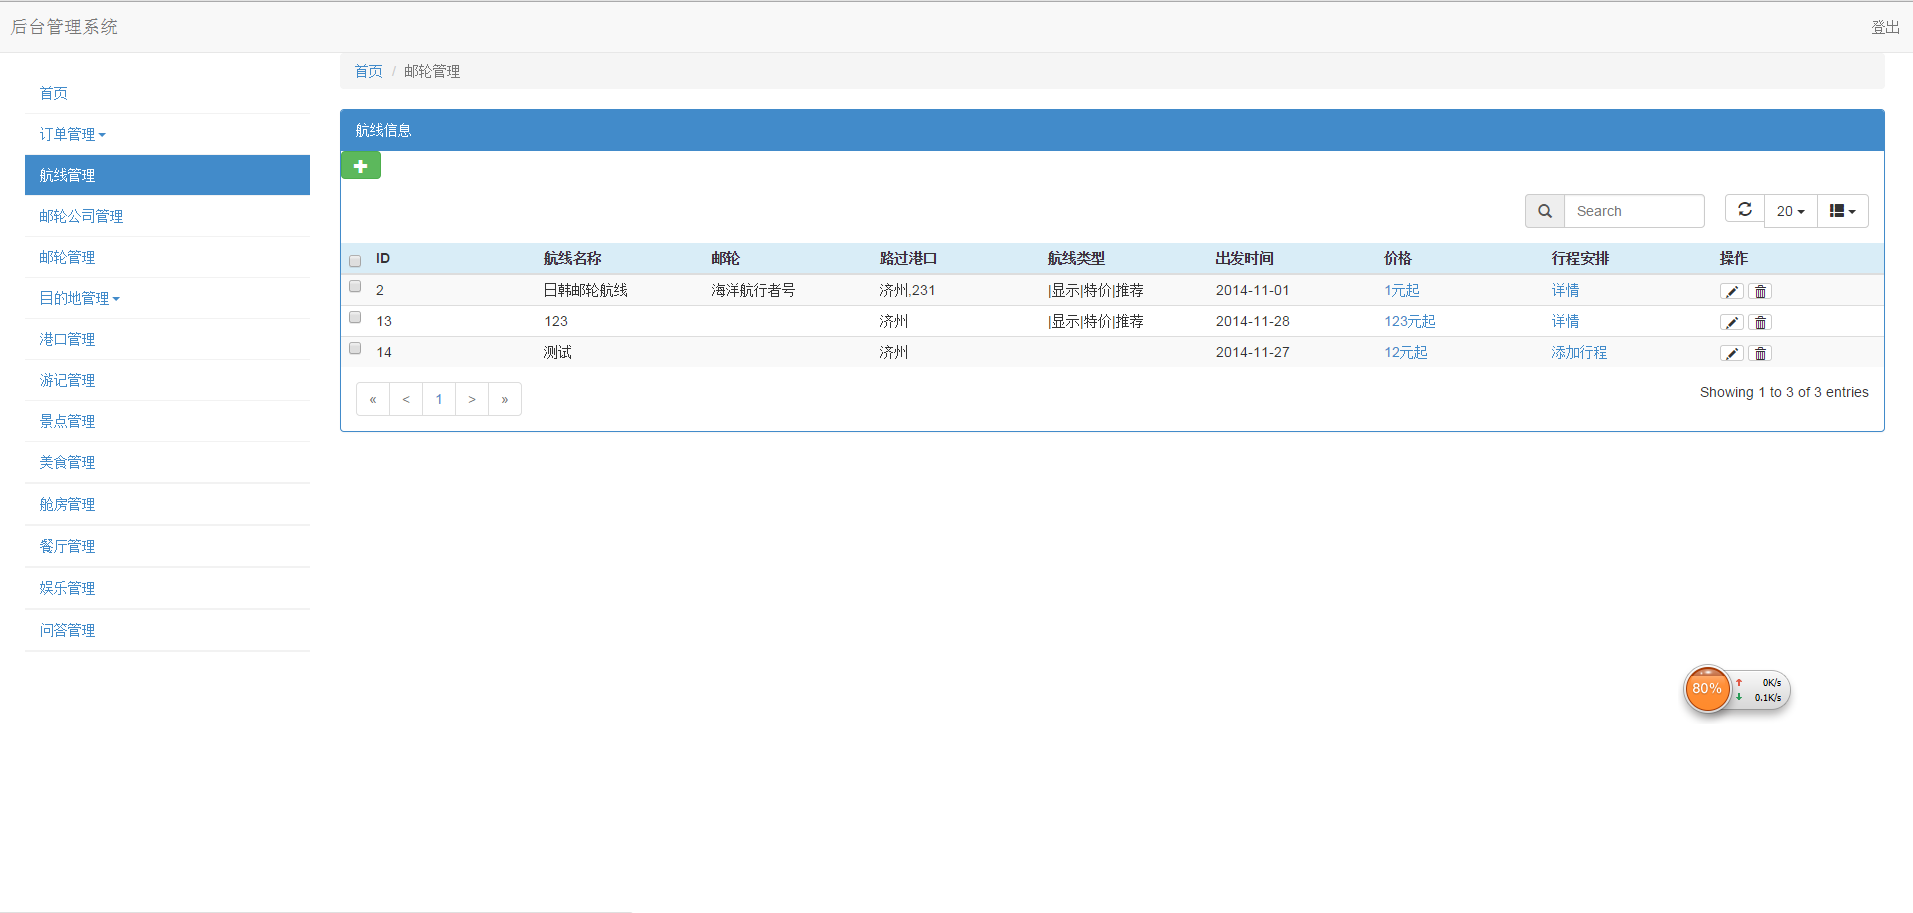 后台管理系统 登出
首页 / 邮轮管理
首页
订单管理
航线管理
邮轮公司管理
邮轮管理
目的地管理
港口管理
游记管理
景点管理
美食管理
舱房管理
餐厅管理
娱乐管理
问答管理
航线信息
Search 20
ID 航线名称 邮轮 路过港口 航线类型 出发时间 价格 行程安排 操作
2 日韩邮轮航线 海洋航行者号 济州,231 |显示|特价|推荐 2014-11-01 1元起 详情
13 123 济州 |显示|特价|推荐 2014-11-28 123元起 详情
14 测试 济州 2014-11-27 12元起 添加行程
« < 1 > » Showing 1 to 3 of 3 entries
80% 0K/s
0.1K/s